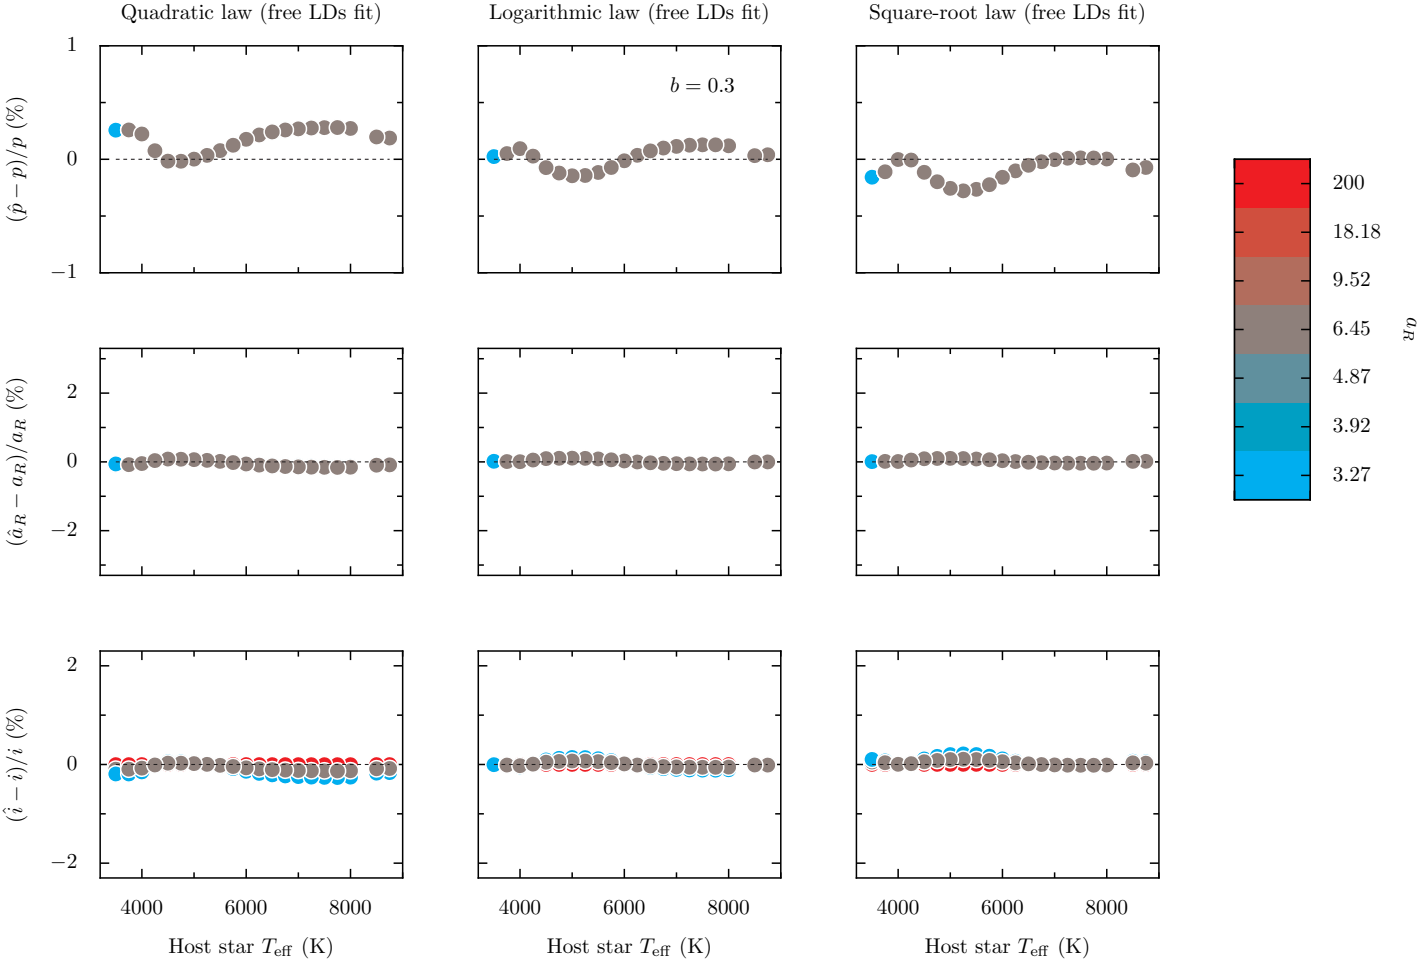 Quadratic law (free LDs fit) Logarithmic law (free LDs fit) Square-root law (free LDs fit)
(p̂ − p)/p (%)
1
0
−1
b = 0.3
(â_R − a_R)/a_R (%)
2
0
−2
(î − i)/i (%)
2
0
−2
4000 6000 8000 4000 6000 8000 4000 6000 8000
Host star T_eff (K) Host star T_eff (K) Host star T_eff (K)
200
18.18
9.52
6.45
4.87
3.92
3.27
a_R